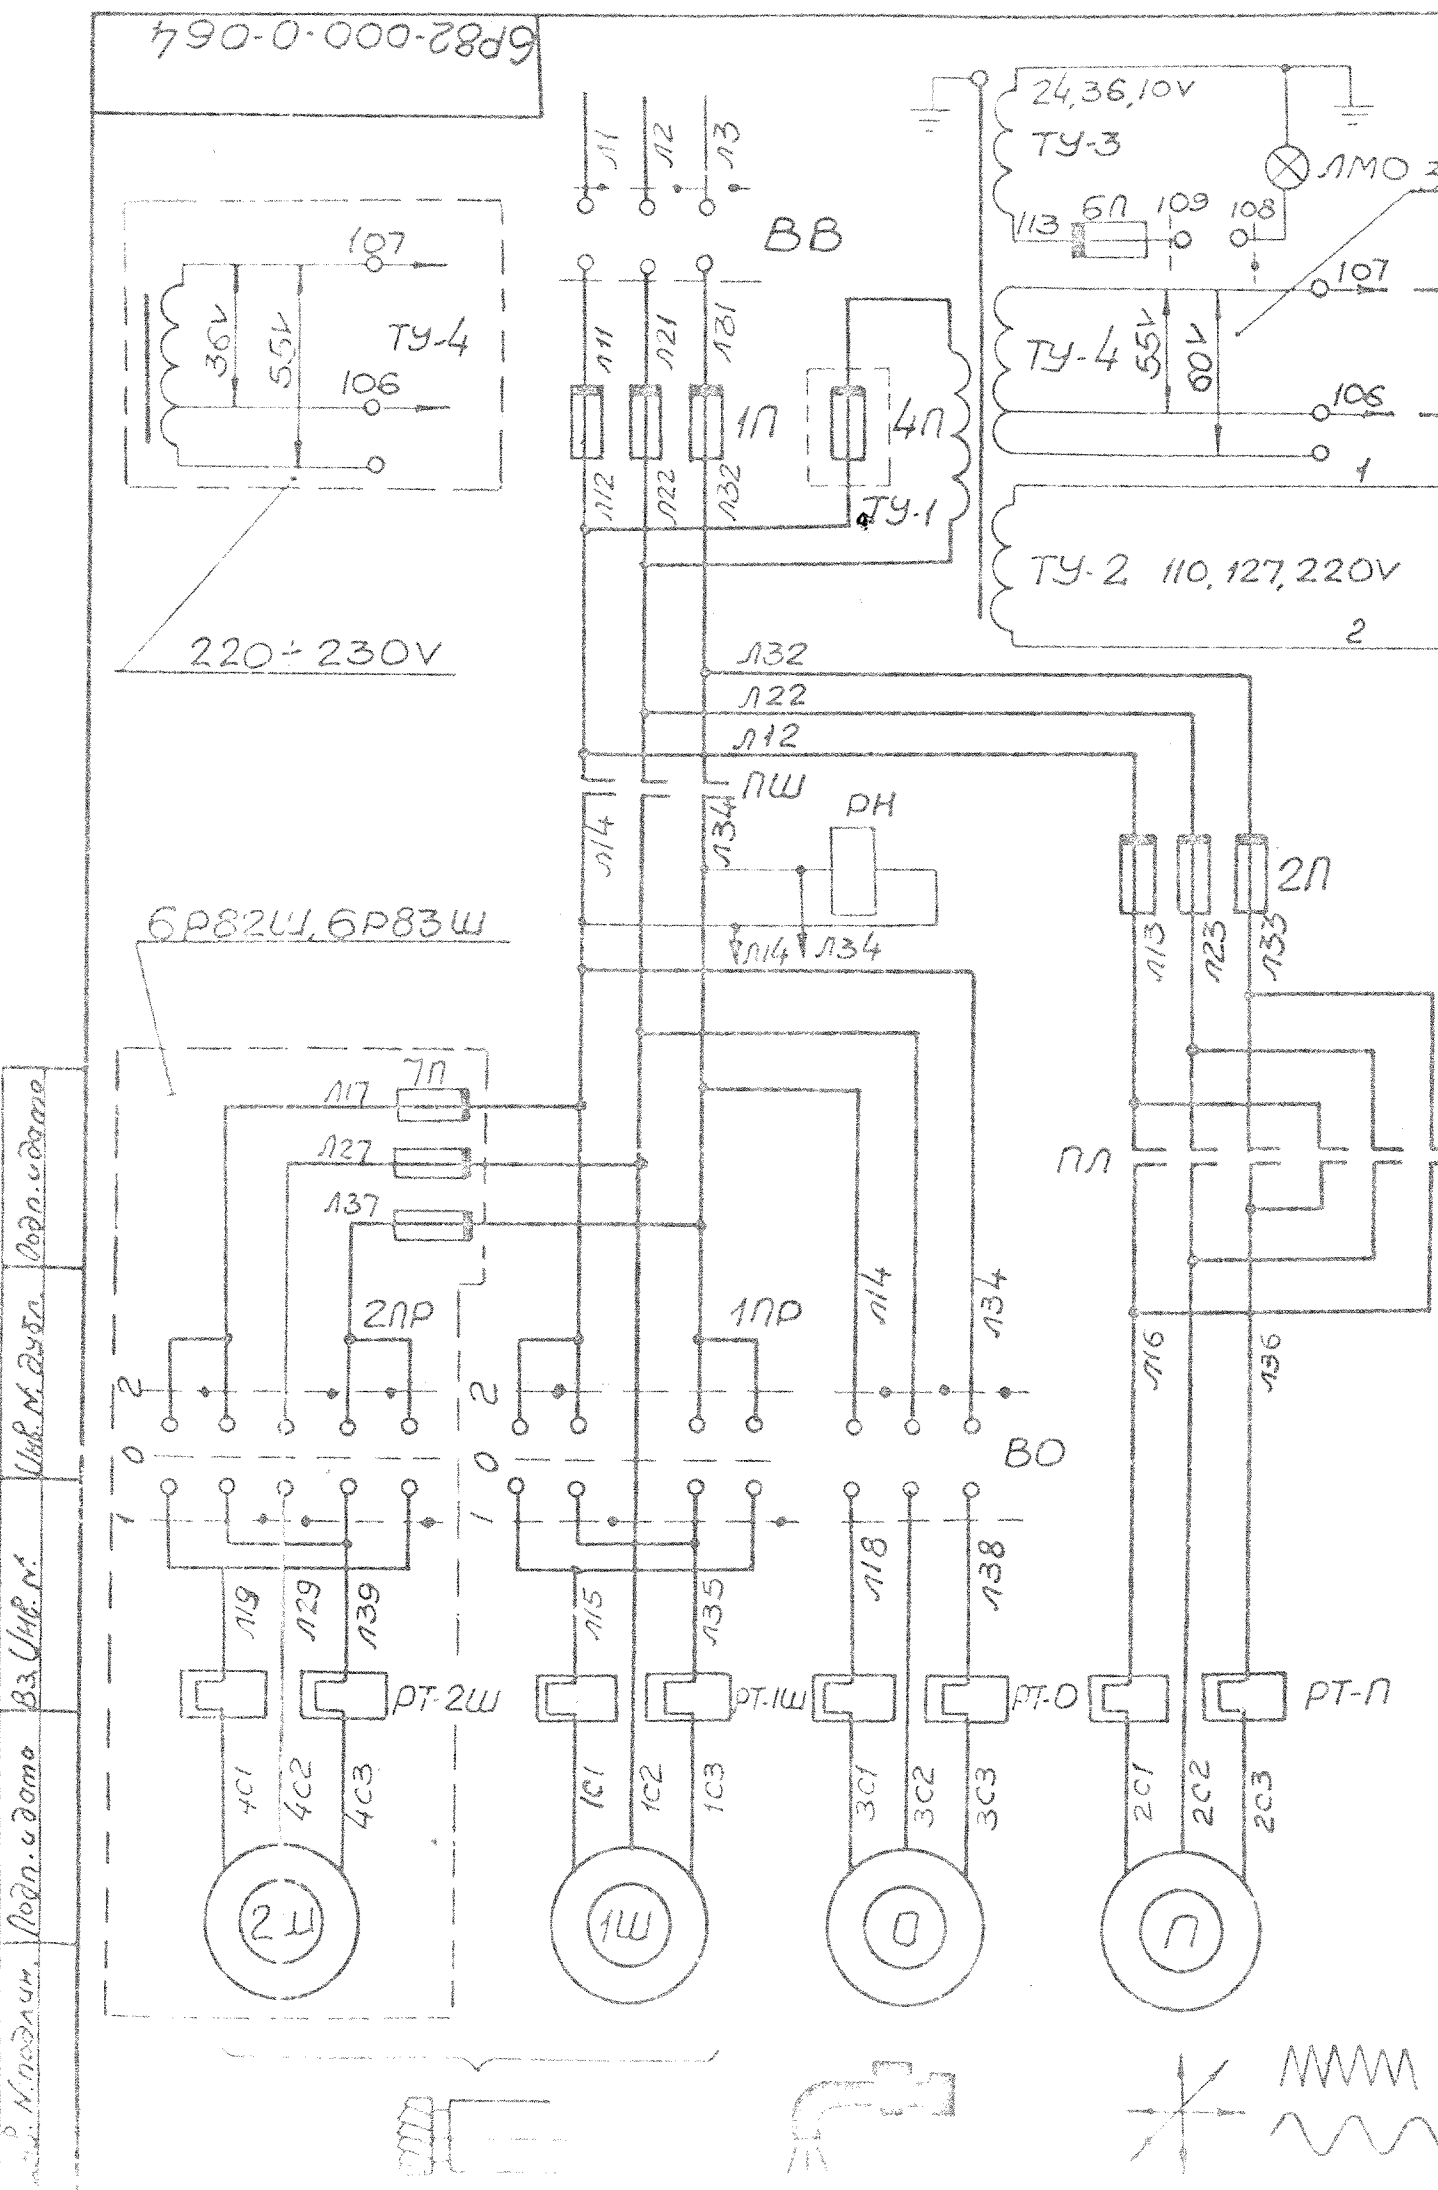 6Р82-000-0-064
Л1 Л2 Л3
24,36,10V
ТУ-3
ЛМО
113 6П 109 108
ВВ
107
36V 55V ТУ-4
106
107
ТУ-4 55V 60V
106
1
Л11 Л21 Л31
1П
4П
Л12 Л22 Л32
ТУ-1
ТУ-2 110,127,220V
2
220÷230V
Л32
Л22
Л12
ПШ
РН
Л14 Л34
2П
6Р82Ш,6Р83Ш
Л14 Л34
Л13 Л23 Л33
7П
Л17
Л27
Л37
ПЛ
2ПР 1ПР
Л14 Л34
Л16 Л36
2 2
0 0
ВО
1 1
Л19 Л29 Л39
Л15 Л35
Л18 Л38
РТ-2Ш РТ-1Ш РТ-О РТ-П
4С1 4С2 4С3
1С1 1С2 1С3
3С1 3С2 3С3
2С1 2С2 2С3
2Ш 1Ш О П
Подп. и дата
Инв. N. дубл.
Вз. Инв. N.
Подп. и дата
N. подлин.